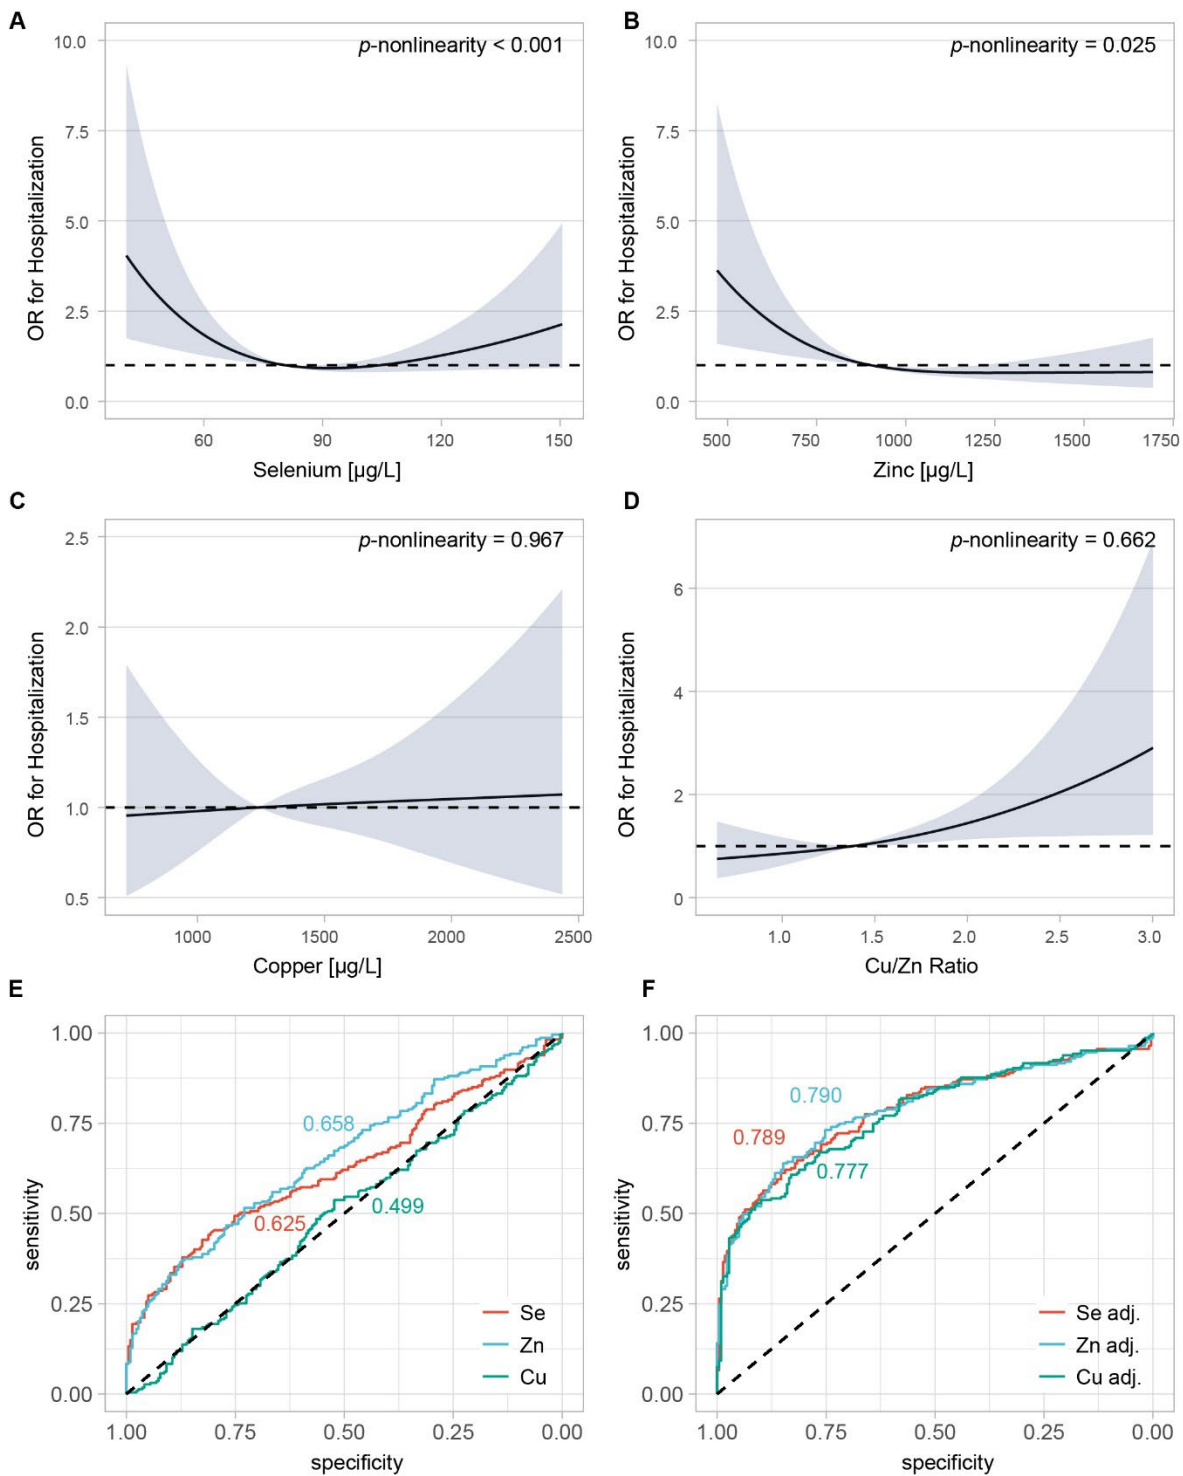 A
p-nonlinearity < 0.001
10.0
7.5
5.0
2.5
0.0
OR for Hospitalization
60 90 120 150
Selenium [µg/L]
B
p-nonlinearity = 0.025
10.0
7.5
5.0
2.5
0.0
OR for Hospitalization
500 750 1000 1250 1500 1750
Zinc [µg/L]
C
p-nonlinearity = 0.967
2.5
2.0
1.5
1.0
0.5
OR for Hospitalization
1000 1500 2000 2500
Copper [µg/L]
D
p-nonlinearity = 0.662
6
4
2
0
OR for Hospitalization
1.0 1.5 2.0 2.5 3.0
Cu/Zn Ratio
E
1.00
0.75
0.50
0.25
0.00
sensitivity
0.658
0.625
0.499
Se
Zn
Cu
1.00 0.75 0.50 0.25 0.00
specificity
F
1.00
0.75
0.50
0.25
0.00
sensitivity
0.790
0.789
0.777
Se adj.
Zn adj.
Cu adj.
1.00 0.75 0.50 0.25 0.00
specificity